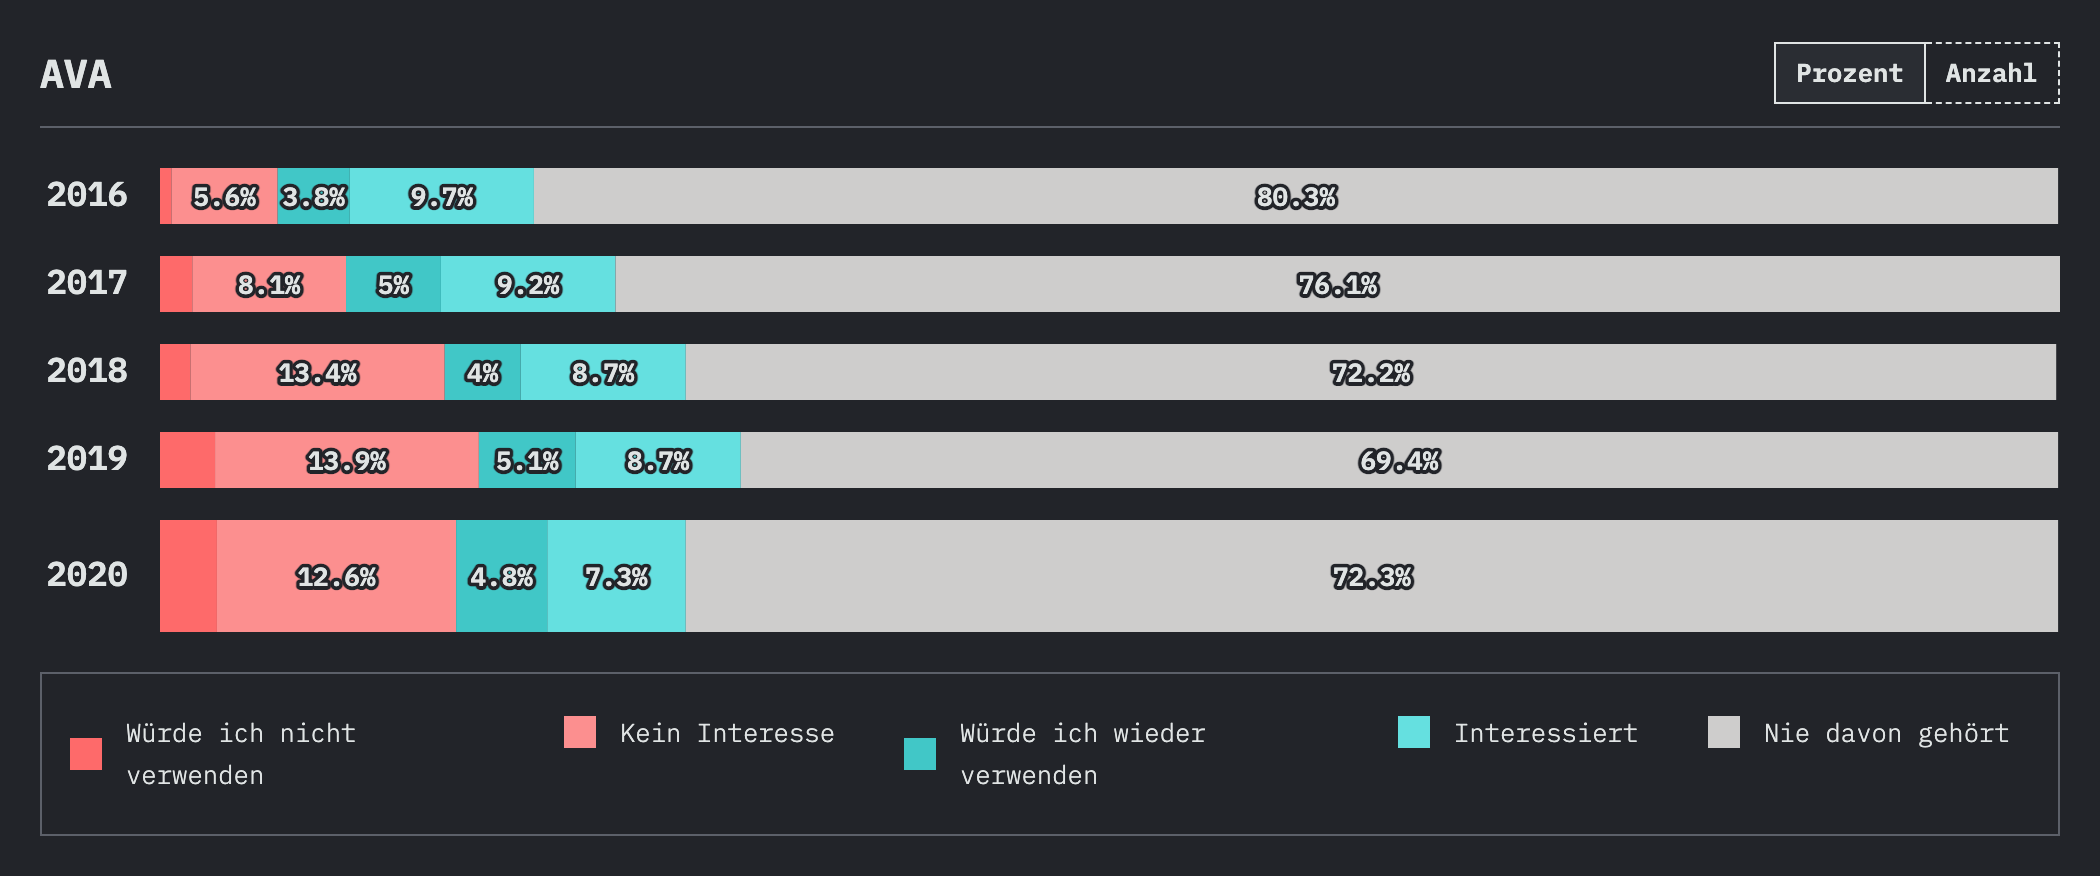 AVA
Prozent Anzahl
2016 5.6% 3.8% 9.7% 80.3%
2017 8.1% 5% 9.2% 76.1%
2018 13.4% 4% 8.7% 72.2%
2019 13.9% 5.1% 8.7% 69.4%
2020 12.6% 4.8% 7.3% 72.3%
Würde ich nicht
verwenden
Kein Interesse
Würde ich wieder
verwenden
Interessiert
Nie davon gehört